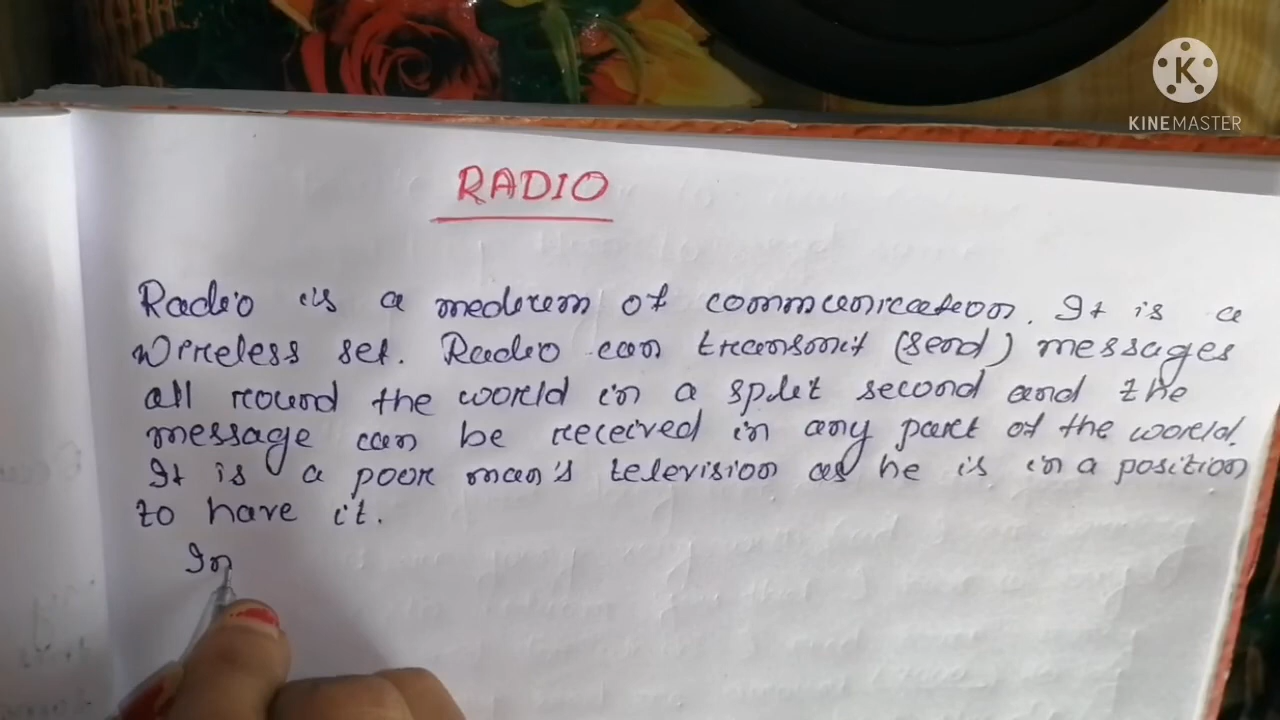 KINEMASTER
RADIO
Radio is a medium of communication. It is a
Wireless set. Radio can transmit (send) messages
all round the world in a split second and the
message can be received in any part of the world.
It is a poor man's television as he is in a position
to have it.
In